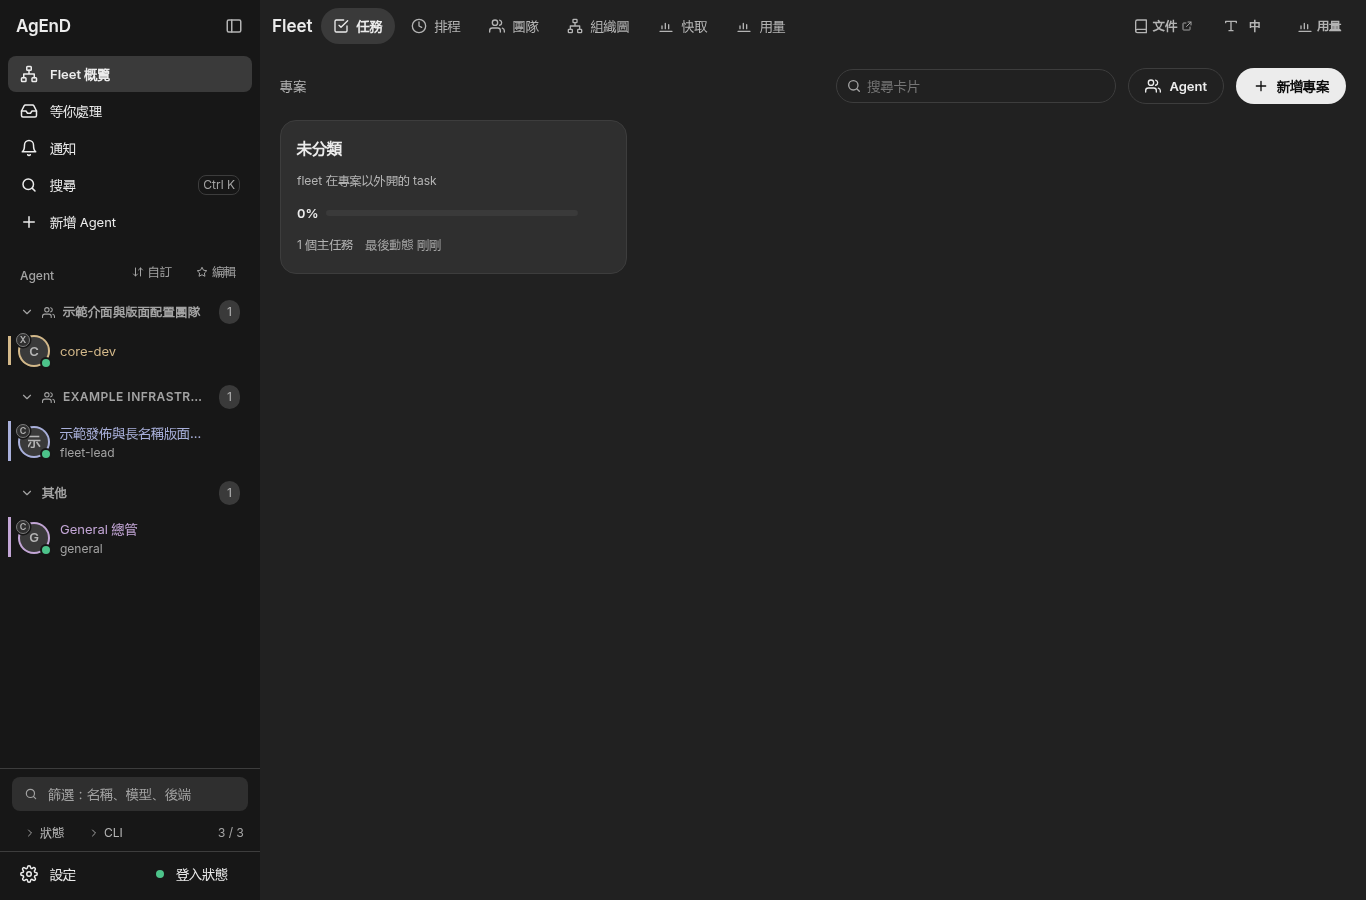 AgEnD
Fleet 概覽
等你處理
通知
搜尋 Ctrl K
新增 Agent
Agent 自訂 編輯
示範介面與版面配置團隊 1
X C core-dev
EXAMPLE INFRASTR... 1
C 示 示範發佈與長名稱版面...
fleet-lead
其他 1
C G General 總管
general
篩選：名稱、模型、後端
狀態 CLI 3 / 3
設定 登入狀態
Fleet 任務 排程 團隊 組織圖 快取 用量 文件 中 用量
專案 搜尋卡片 Agent 新增專案
未分類
fleet 在專案以外開的 task
0%
1 個主任務 最後動態 剛剛